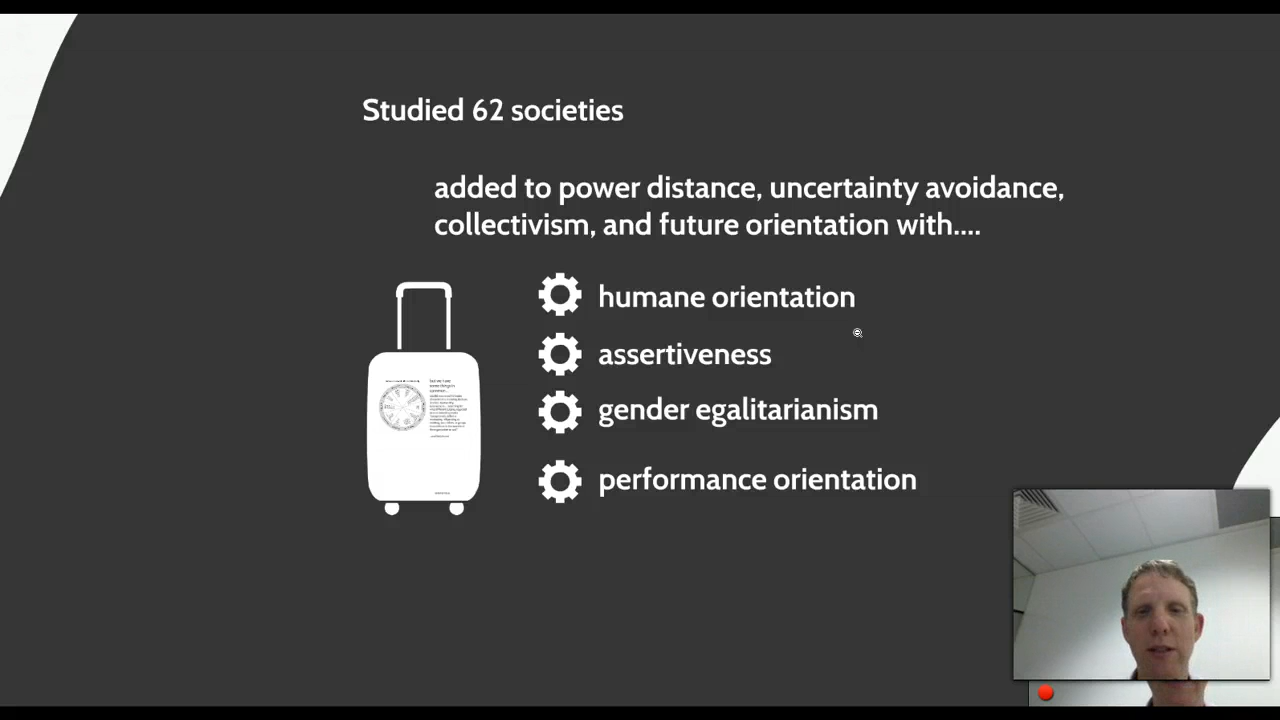 Studied 62 societies
added to power distance, uncertainty avoidance,
collectivism, and future orientation with....
humane orientation
assertiveness
gender egalitarianism
performance orientation